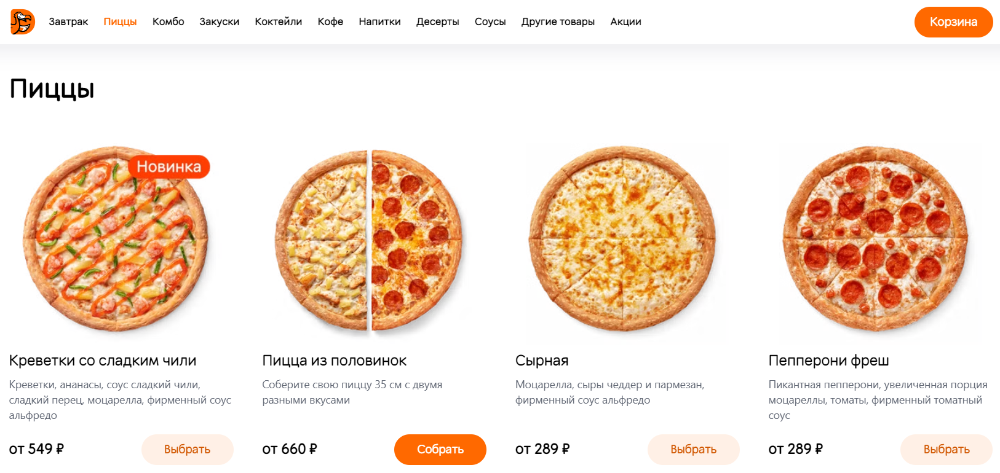 Завтрак Пиццы Комбо Закуски Коктейли Кофе Напитки Десерты Соусы Другие товары Акции Корзина
Пиццы
Новинка
Креветки со сладким чили
Креветки, ананасы, соус сладкий чили,
сладкий перец, моцарелла, фирменный соус
альфредо
от 549 ₽ Выбрать
Пицца из половинок
Соберите свою пиццу 35 см с двумя
разными вкусами
от 660 ₽ Собрать
Сырная
Моцарелла, сыры чеддер и пармезан,
фирменный соус альфредо
от 289 ₽ Выбрать
Пепперони фреш
Пикантная пепперони, увеличенная порция
моцареллы, томаты, фирменный томатный
соус
от 289 ₽ Выбрать